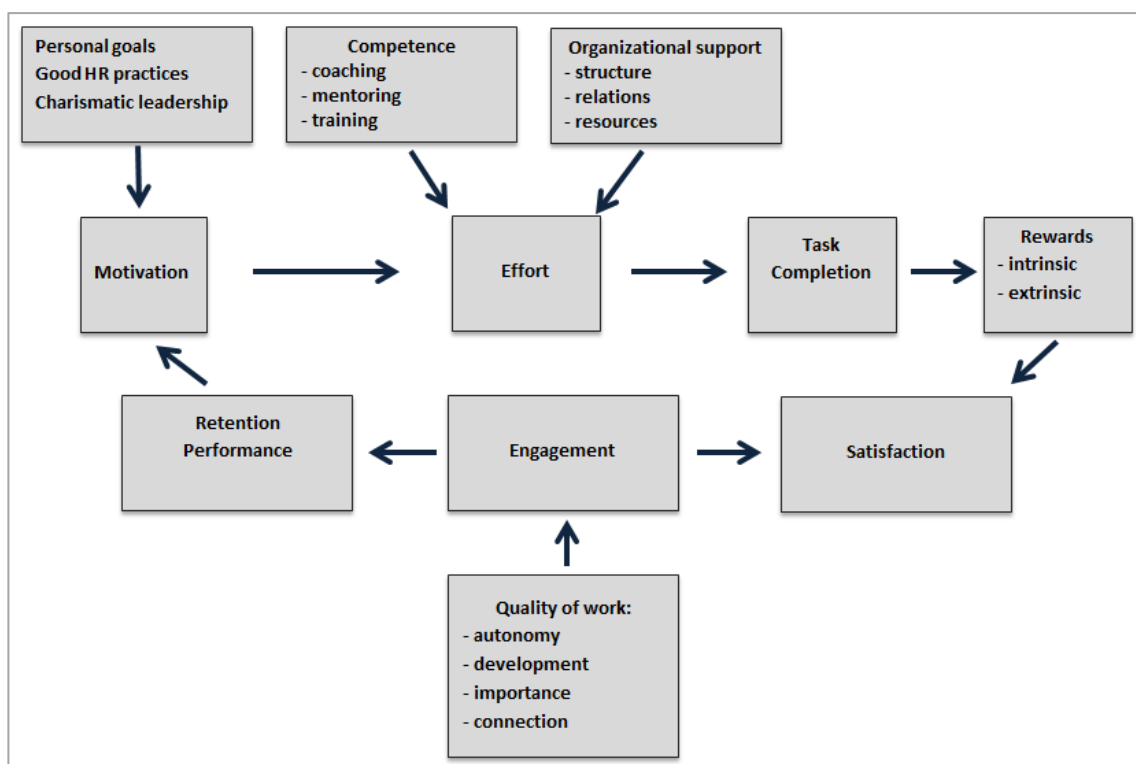 Personal goals
Good HR practices
Charismatic leadership
Competence
- coaching
- mentoring
- training
Organizational support
- structure
- relations
- resources
Motivation
Effort
Task
Completion
Rewards
- intrinsic
- extrinsic
Retention
Performance
Engagement
Satisfaction
Quality of work:
- autonomy
- development
- importance
- connection